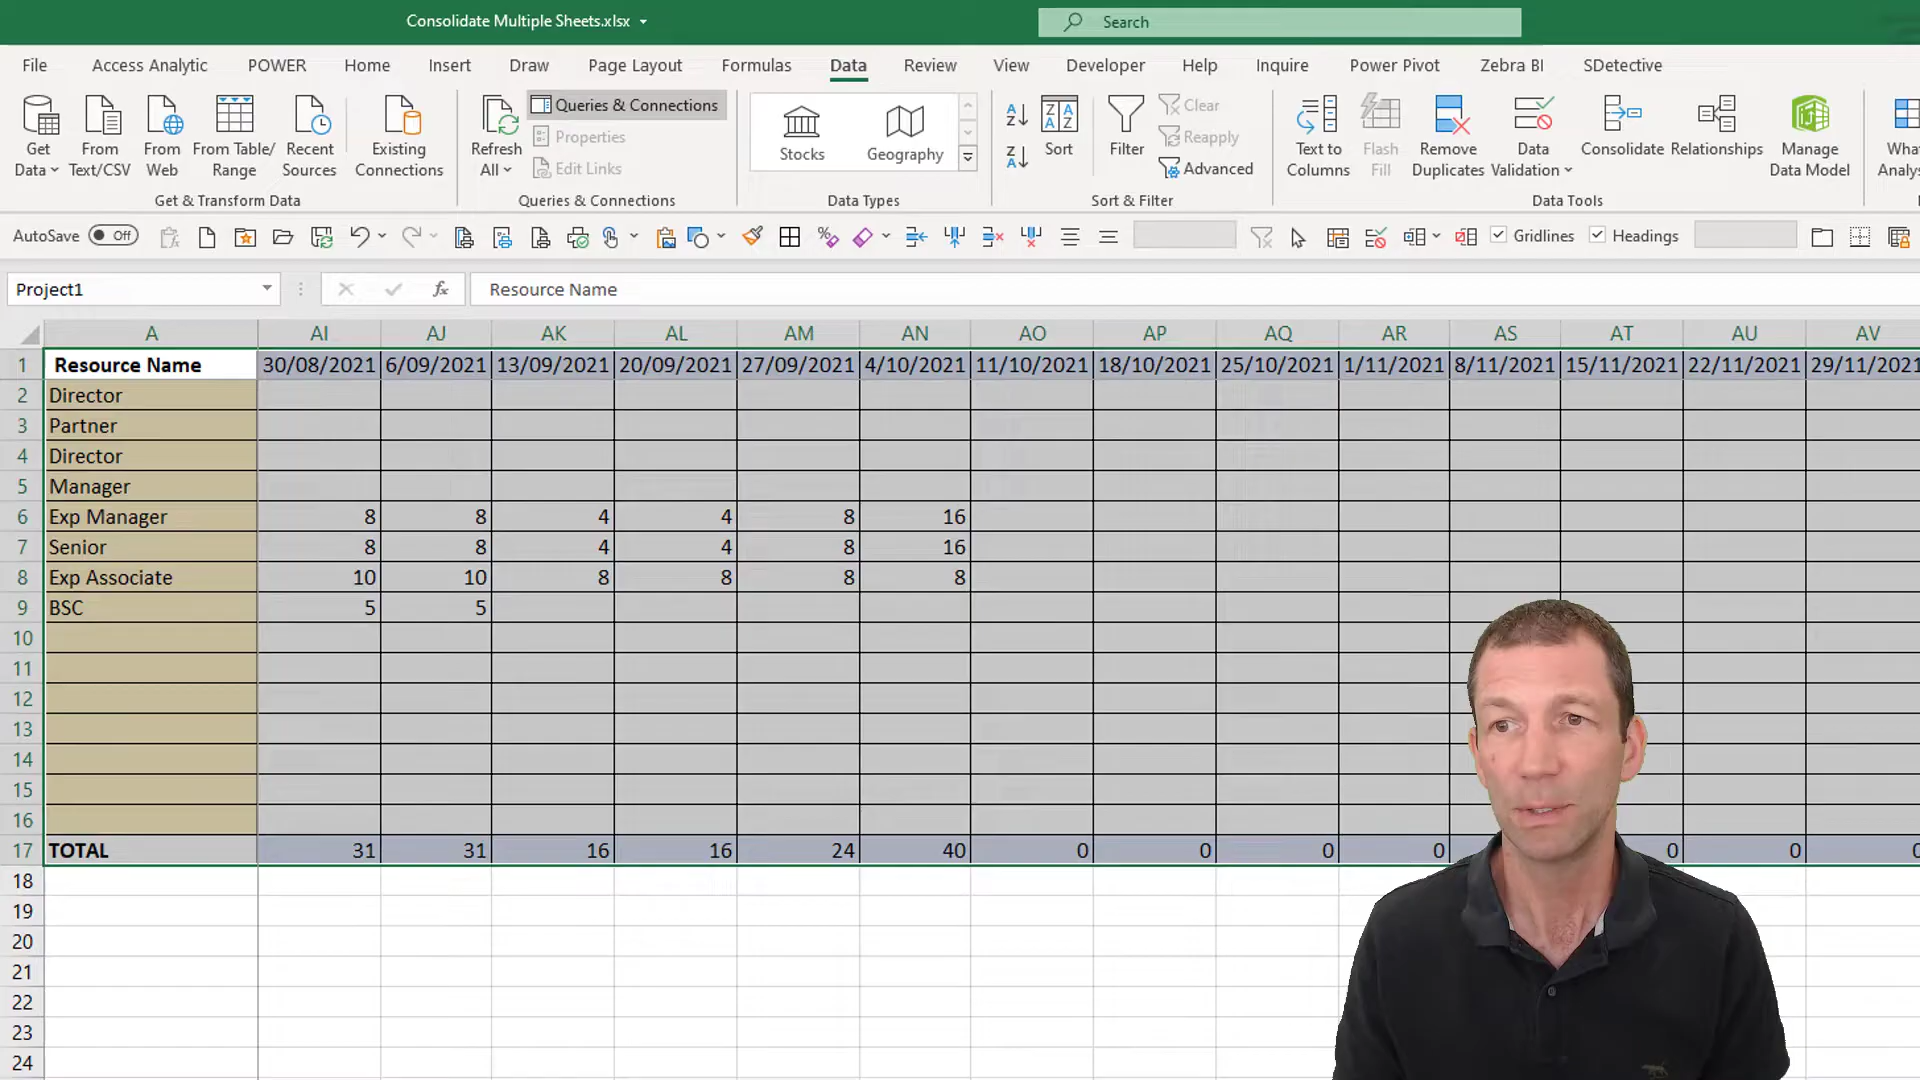 Consolidate Multiple Sheets.xlsx
Search
File Access Analytic POWER Home Insert Draw Page Layout Formulas Data Review View Developer Help Inquire Power Pivot Zebra BI SDetective
Get Data
From Text/CSV
From Web
From Table/ Range
Recent Sources
Existing Connections
Get & Transform Data
Refresh All
Queries & Connections
Properties
Edit Links
Queries & Connections
Stocks
Geography
Data Types
Sort
Filter
Clear
Reapply
Advanced
Sort & Filter
Text to Columns
Flash Fill
Remove Duplicates
Data Validation
Consolidate
Relationships
Manage Data Model
Data Tools
AutoSave Off
Gridlines Headings
Project1
fx
Resource Name
A AI AJ AK AL AM AN AO AP AQ AR AS AT AU AV
1 Resource Name 30/08/2021 6/09/2021 13/09/2021 20/09/2021 27/09/2021 4/10/2021 11/10/2021 18/10/2021 25/10/2021 1/11/2021 8/11/2021 15/11/2021 22/11/2021 29/11/2021
2 Director
3 Partner
4 Director
5 Manager
6 Exp Manager 8 8 4 4 8 16
7 Senior 8 8 4 4 8 16
8 Exp Associate 10 10 8 8 8 8
9 BSC 5 5
10
11
12
13
14
15
16
17 TOTAL 31 31 16 16 24 40 0 0 0 0 0 0 0
18
19
20
21
22
23
24